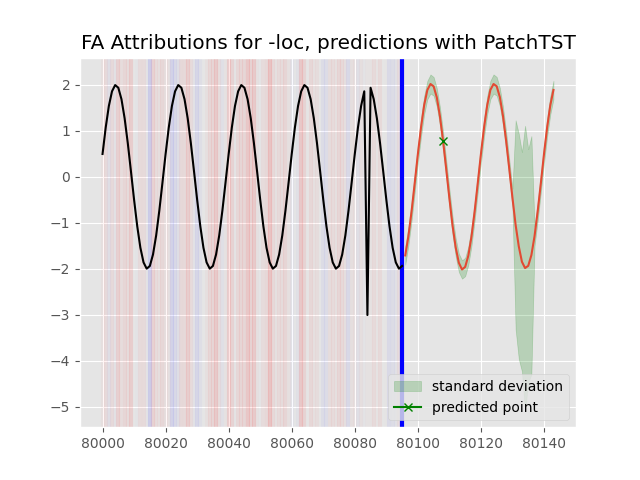 FA Attributions for -loc, predictions with PatchTST
2
1
0
−1
−2
−3
−4
−5
standard deviation
predicted point
80000 80020 80040 80060 80080 80100 80120 80140